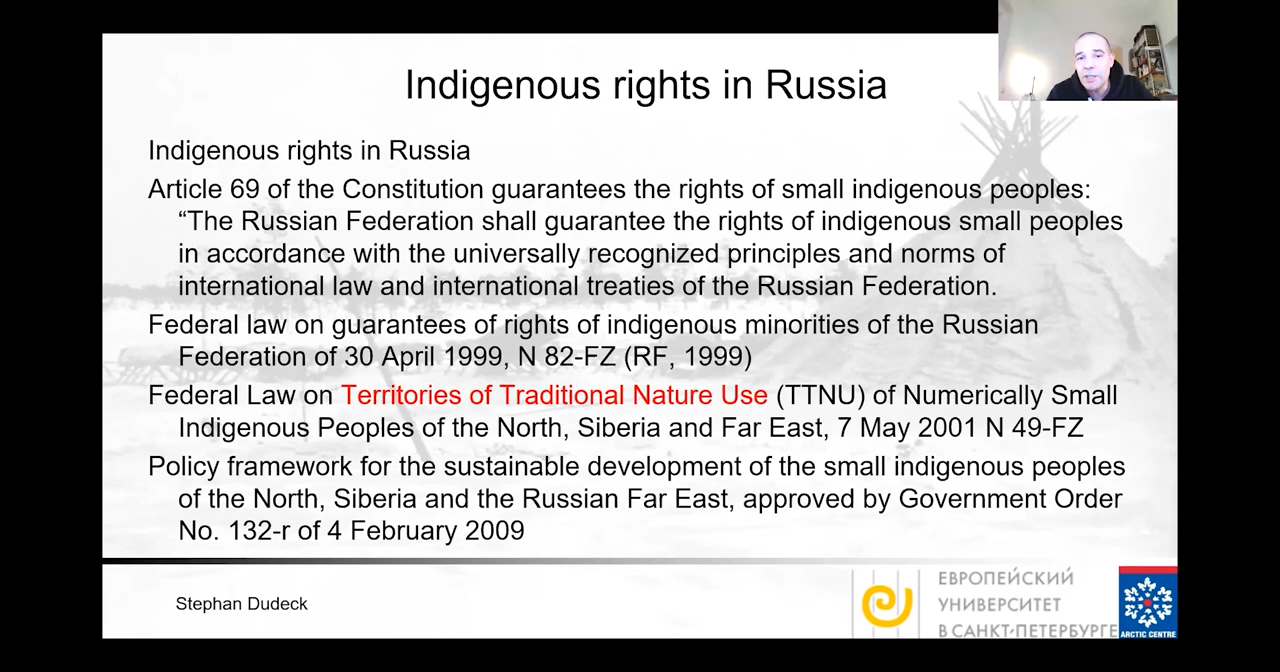 Indigenous rights in Russia
Indigenous rights in Russia
Article 69 of the Constitution guarantees the rights of small indigenous peoples:
“The Russian Federation shall guarantee the rights of indigenous small peoples
in accordance with the universally recognized principles and norms of
international law and international treaties of the Russian Federation.
Federal law on guarantees of rights of indigenous minorities of the Russian
Federation of 30 April 1999, N 82-FZ (RF, 1999)
Federal Law on Territories of Traditional Nature Use (TTNU) of Numerically Small
Indigenous Peoples of the North, Siberia and Far East, 7 May 2001 N 49-FZ
Policy framework for the sustainable development of the small indigenous peoples
of the North, Siberia and the Russian Far East, approved by Government Order
No. 132-r of 4 February 2009
Stephan Dudeck
ЕВРОПЕЙСКИЙ
УНИВЕРСИТЕТ
В САНКТ-ПЕТЕРБУРГЕ
ARCTIC CENTRE